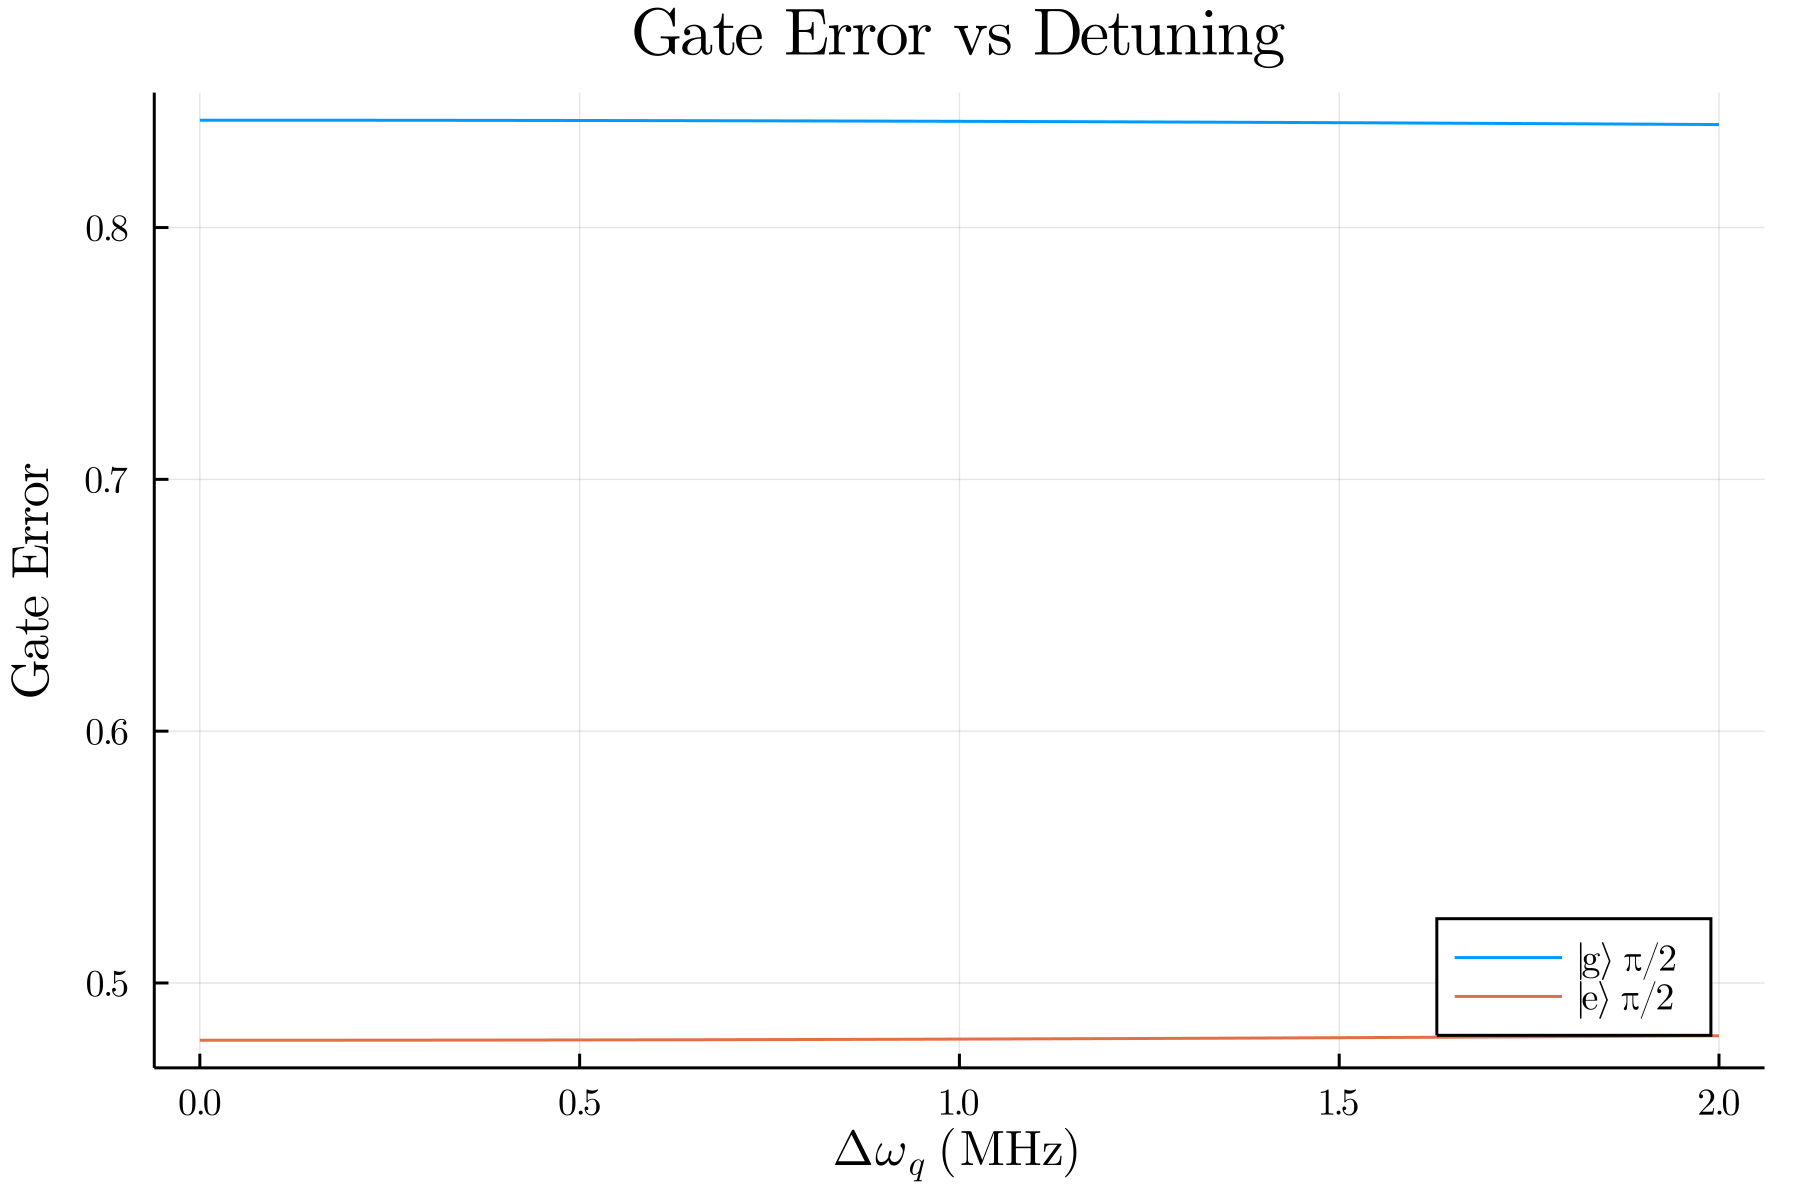 Gate Error vs Detuning
Gate Error
0.8
0.7
0.6
0.5
|g⟩ π/2
|e⟩ π/2
0.0 0.5 1.0 1.5 2.0
Δω_q (MHz)